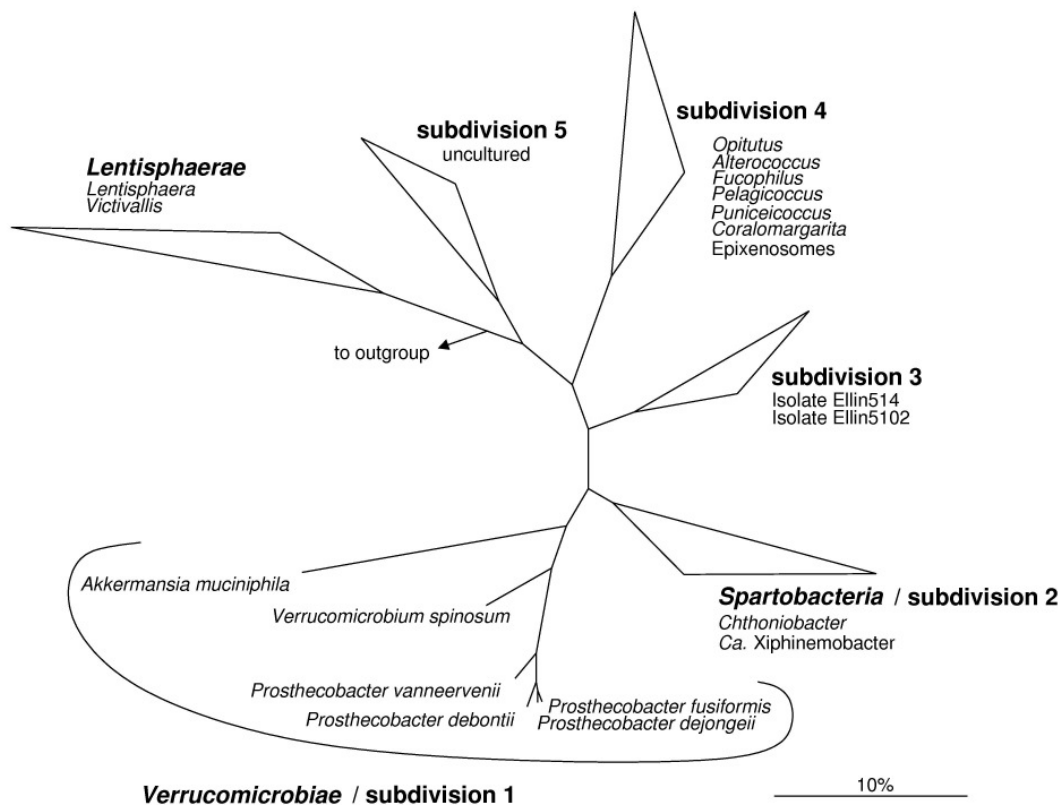 subdivision 4
Opitutus
Alterococcus
Fucophilus
Pelagicoccus
Puniceicoccus
Coralomargarita
Epixenosomes
subdivision 5
uncultured
Lentisphaerae
Lentisphaera
Victivallis
to outgroup
subdivision 3
Isolate Ellin514
Isolate Ellin5102
Akkermansia muciniphila
Verrucomicrobium spinosum
Spartobacteria / subdivision 2
Chthoniobacter
Ca. Xiphinemobacter
Prosthecobacter vanneervenii
Prosthecobacter debontii
Prosthecobacter fusiformis
Prosthecobacter dejongeii
Verrucomicrobiae / subdivision 1
10%